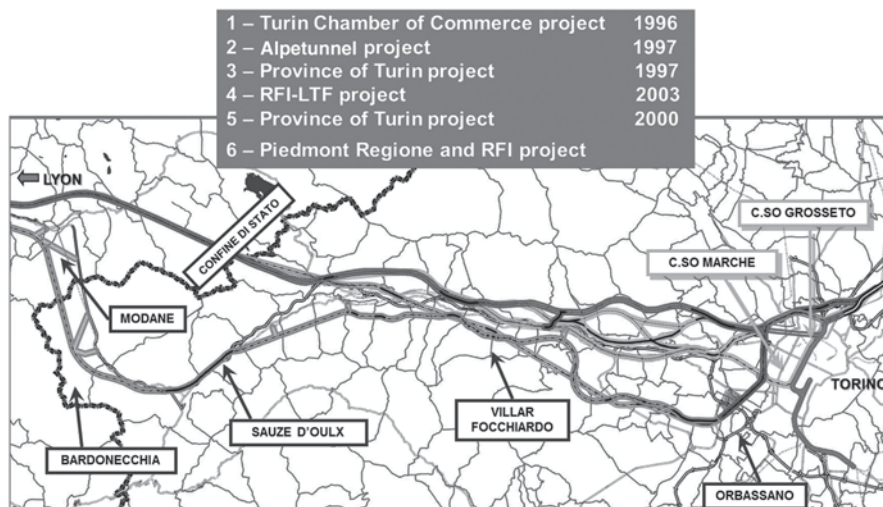 1 – Turin Chamber of Commerce project 1996
2 – Alpetunnel project 1997
3 – Province of Turin project 1997
4 – RFI-LTF project 2003
5 – Province of Turin project 2000
6 – Piedmont Regione and RFI project
LYON
CONFINE DI STATO
C.SO GROSSETO
C.SO MARCHE
MODANE
TORINO
VILLAR
FOCCHIARDO
SAUZE D'OULX
BARDONECCHIA
ORBASSANO